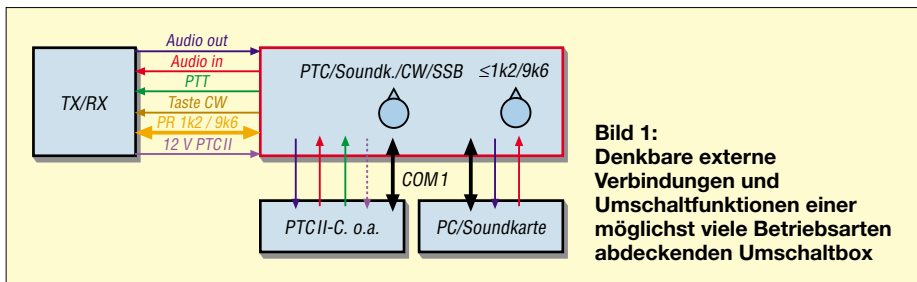 Audio out
Audio in
PTT
Taste CW
PR 1k2 / 9k6
12 V PTCII
TX/RX
PTC/Soundk./CW/SSB
≤1k2/9k6
COM1
PTCII-C. o.a.
PC/Soundkarte
Bild 1:
Denkbare externe
Verbindungen und
Umschaltfunktionen einer
möglichst viele Betriebsarten
abdeckenden Umschaltbox